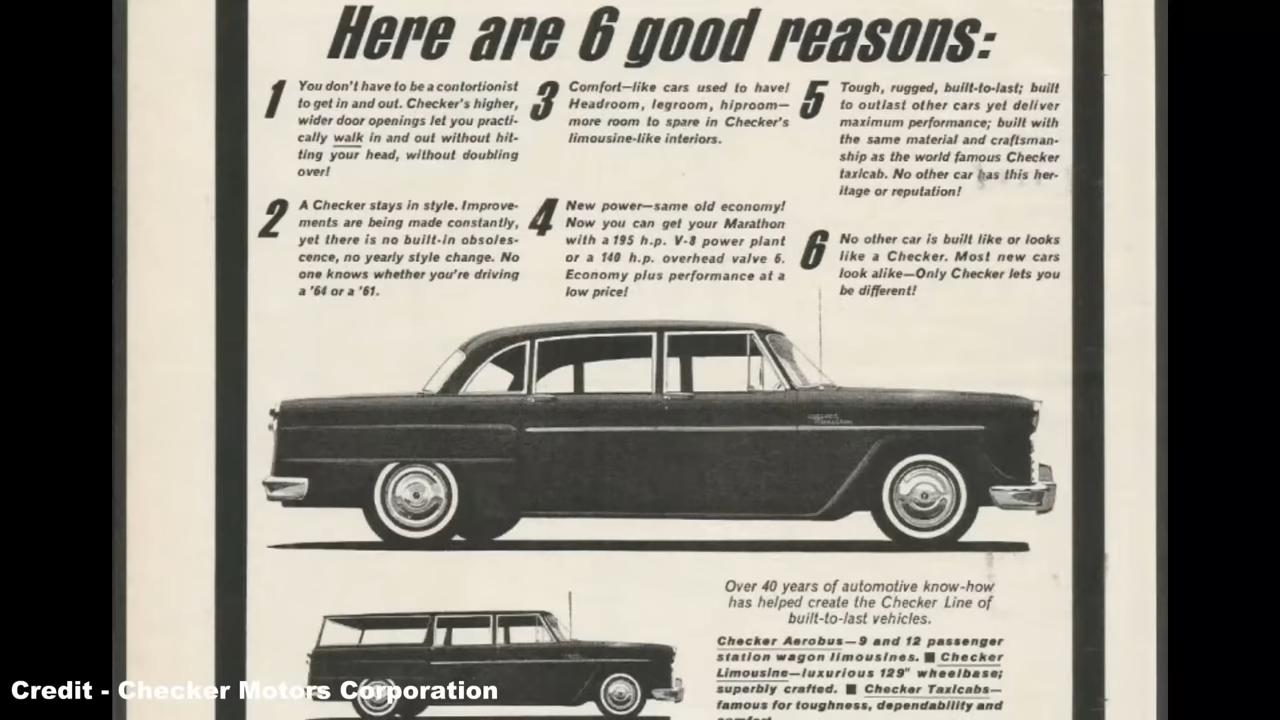 Here are 6 good reasons:
1
You don't have to be a contortionist
to get in and out. Checker's higher,
wider door openings let you practi-
cally walk in and out without hit-
ting your head, without doubling
over!
2
A Checker stays in style. Improve-
ments are being made constantly,
yet there is no built-in obsoles-
cence, no yearly style change. No
one knows whether you're driving
a '64 or a '61.
3
Comfort—like cars used to have!
Headroom, legroom, hiproom—
more room to spare in Checker's
limousine-like interiors.
4
New power—same old economy!
Now you can get your Marathon
with a 195 h.p. V-8 power plant
or a 140 h.p. overhead valve 6.
Economy plus performance at a
low price!
5
Tough, rugged, built-to-last; built
to outlast other cars yet deliver
maximum performance; built with
the same material and craftsman-
ship as the world famous Checker
taxicab. No other car has this her-
itage or reputation!
6
No other car is built like or looks
like a Checker. Most new cars
look alike—Only Checker lets you
be different!
Over 40 years of automotive know-how
has helped create the Checker Line of
built-to-last vehicles.
Checker Aerobus—9 and 12 passenger
station wagon limousines. ■ Checker
Limousine—luxurious 129" wheelbase;
superbly crafted. ■ Checker Taxicabs—
famous for toughness, dependability and
Credit - Checker Motors Corporation